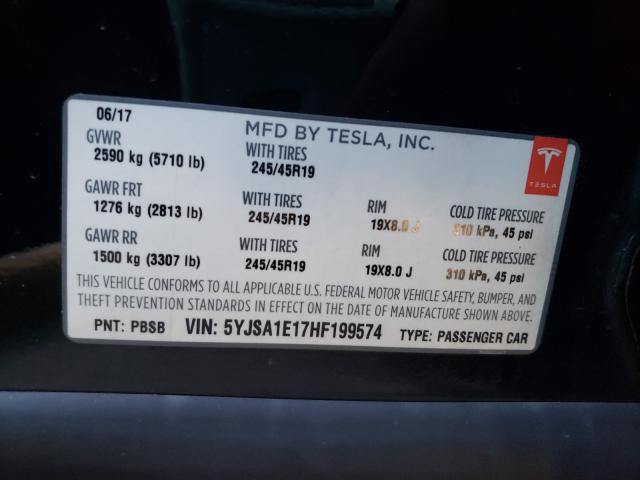 06/17
MFD BY TESLA, INC.
GVWR WITH TIRES
2590 kg (5710 lb) 245/45R19
TESLA
GAWR FRT WITH TIRES RIM COLD TIRE PRESSURE
1276 kg (2813 lb) 245/45R19 19X8.0 J 310 kPa, 45 psi
GAWR RR WITH TIRES RIM COLD TIRE PRESSURE
1500 kg (3307 lb) 245/45R19 19X8.0 J 310 kPa, 45 psi
THIS VEHICLE CONFORMS TO ALL APPLICABLE U.S. FEDERAL MOTOR VEHICLE SAFETY, BUMPER, AND
THEFT PREVENTION STANDARDS IN EFFECT ON THE DATE OF MANUFACTURE SHOWN ABOVE.
PNT: PBSB VIN: 5YJSA1E17HF199574 TYPE: PASSENGER CAR